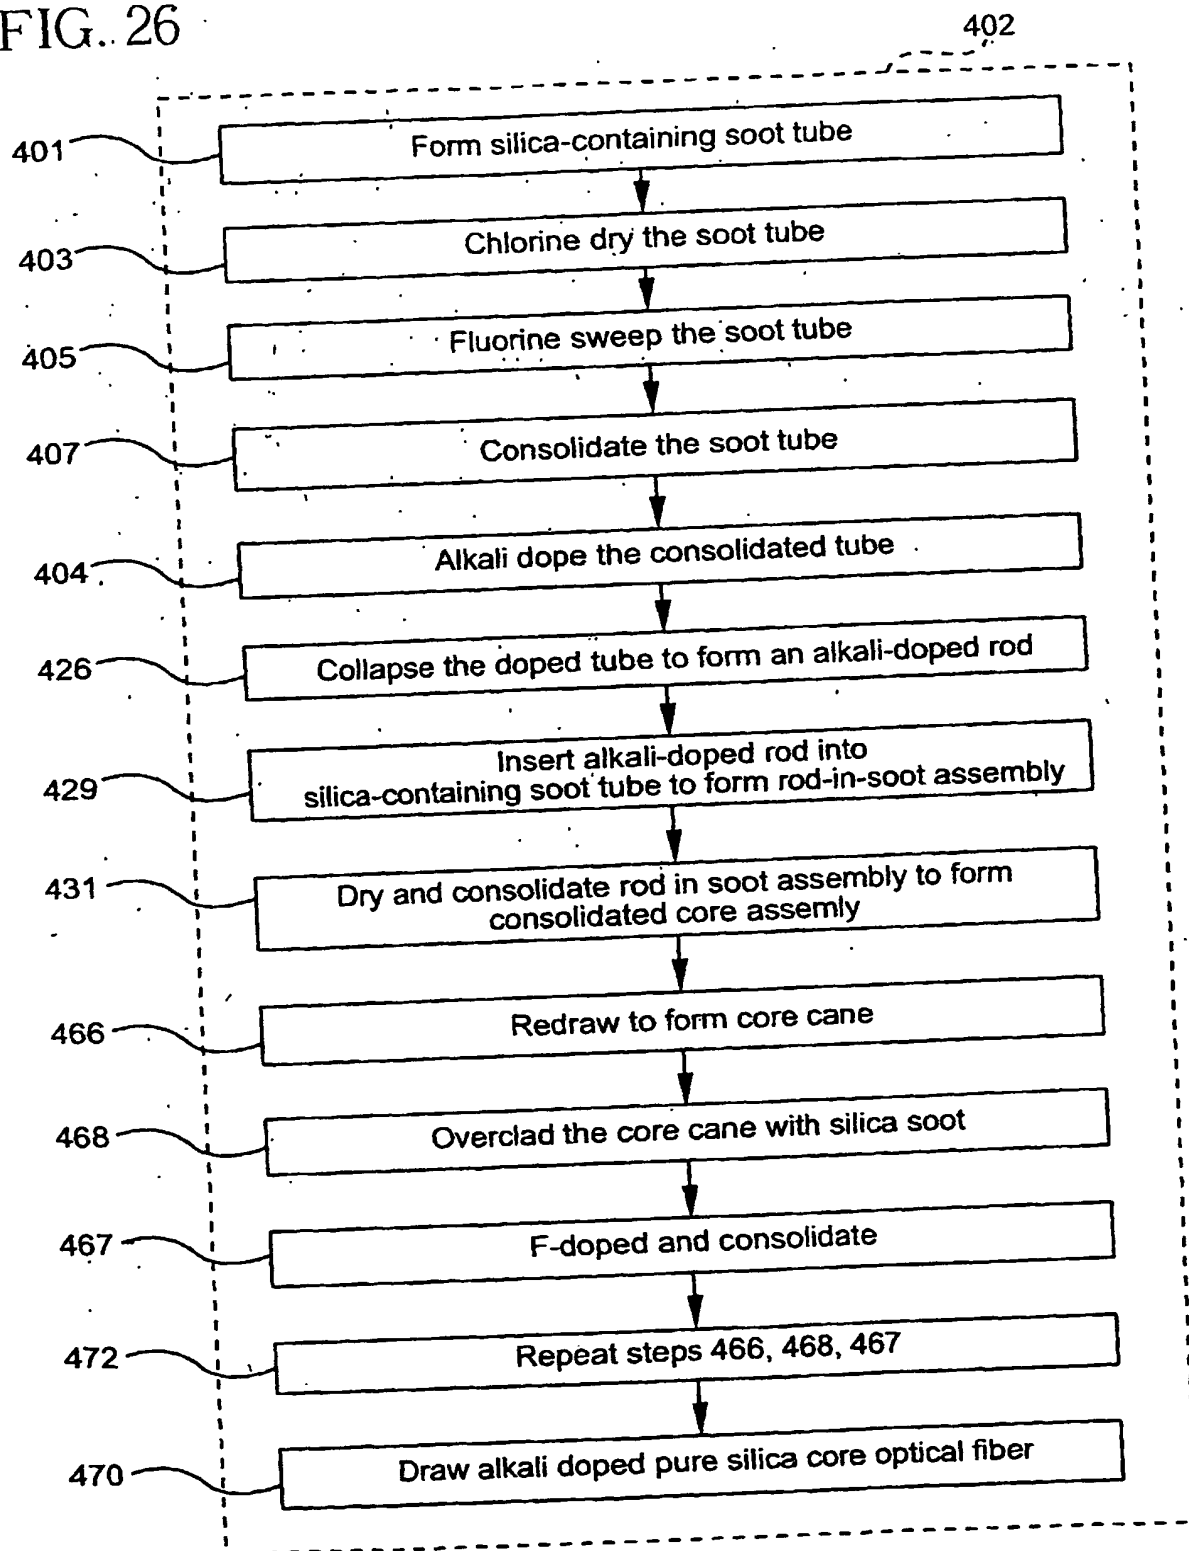 FIG. 26
402
401
Form silica-containing soot tube
403
Chlorine dry the soot tube
405
Fluorine sweep the soot tube
407
Consolidate the soot tube
404
Alkali dope the consolidated tube
426
Collapse the doped tube to form an alkali-doped rod
429
Insert alkali-doped rod into
silica-containing soot tube to form rod-in-soot assembly
431
Dry and consolidate rod in soot assembly to form
consolidated core assemly
466
Redraw to form core cane
468
Overclad the core cane with silica soot
467
F-doped and consolidate
472
Repeat steps 466, 468, 467
470
Draw alkali doped pure silica core optical fiber